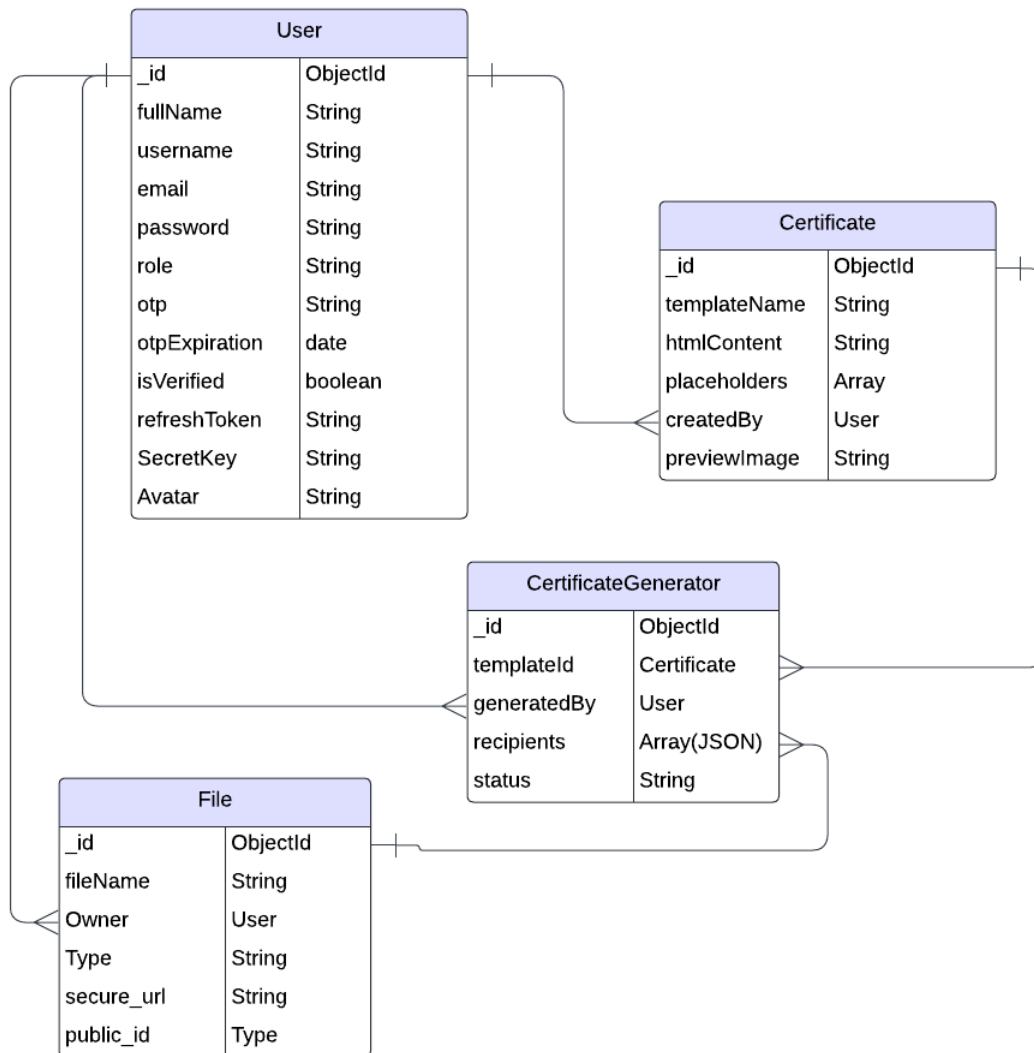 User
_id ObjectId
fullName String
username String
email String
password String
role String
otp String
otpExpiration date
isVerified boolean
refreshToken String
SecretKey String
Avatar String
Certificate
_id ObjectId
templateName String
htmlContent String
placeholders Array
createdBy User
previewImage String
CertificateGenerator
_id ObjectId
templateId Certificate
generatedBy User
recipients Array(JSON)
status String
File
_id ObjectId
fileName String
Owner User
Type String
secure_url String
public_id Type